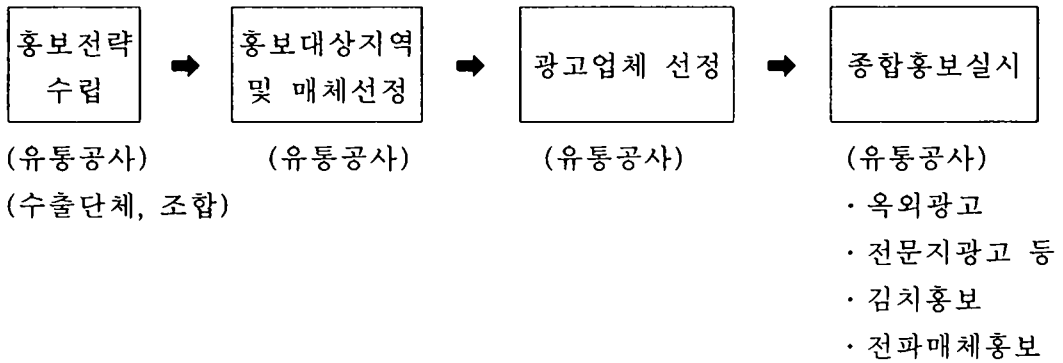 홍보전략
수립
➡
홍보대상지역
및 매체선정
➡
광고업체 선정
➡
종합홍보실시
(유통공사)
(수출단체, 조합)
(유통공사)
(유통공사)
(유통공사)
· 옥외광고
· 전문지광고 등
· 김치홍보
· 전파매체홍보